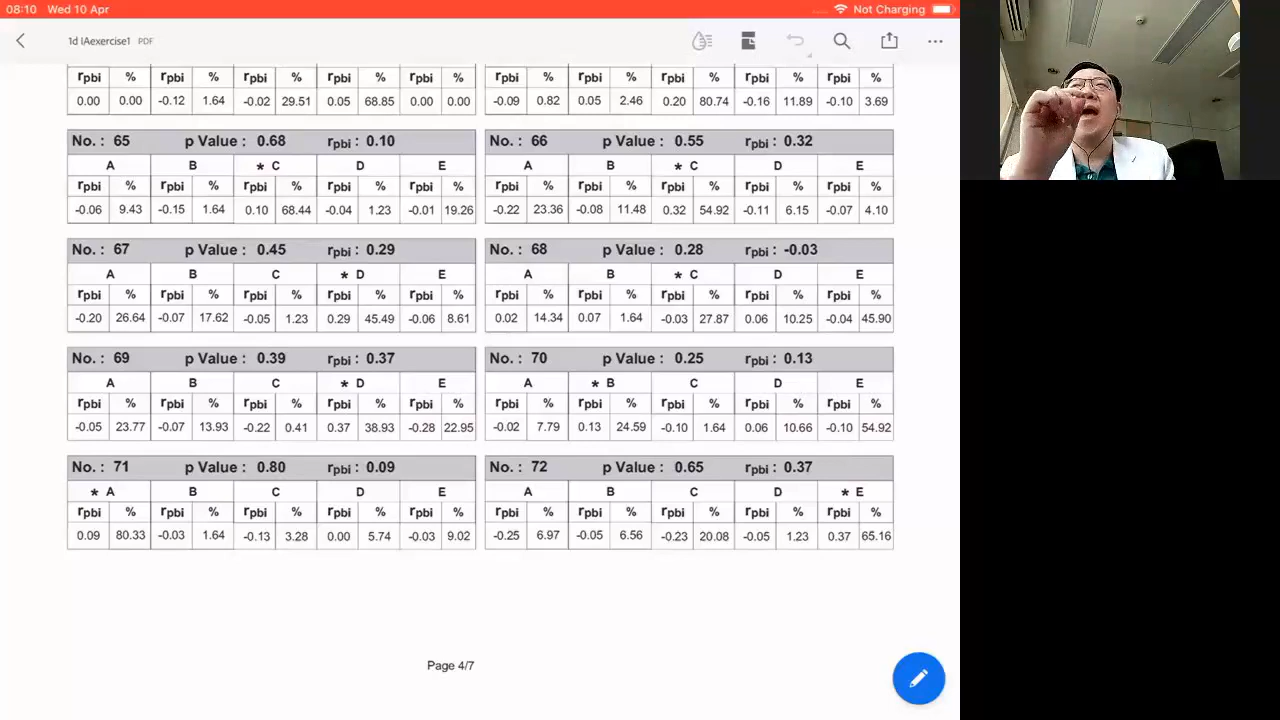 08:10 Wed 10 Apr Not Charging
1d IAexercise1 PDF
rpbi % rpbi % rpbi % rpbi % rpbi % rpbi % rpbi % rpbi % rpbi % rpbi %
0.00 0.00 -0.12 1.64 -0.02 29.51 0.05 68.85 0.00 0.00 -0.09 0.82 0.05 2.46 0.20 80.74 -0.16 11.89 -0.10 3.69
No. : 65 p Value : 0.68 rpbi : 0.10
A B * C D E
rpbi % rpbi % rpbi % rpbi % rpbi %
-0.06 9.43 -0.15 1.64 0.10 68.44 -0.04 1.23 -0.01 19.26
No. : 66 p Value : 0.55 rpbi : 0.32
A B * C D E
rpbi % rpbi % rpbi % rpbi % rpbi %
-0.22 23.36 -0.08 11.48 0.32 54.92 -0.11 6.15 -0.07 4.10
No. : 67 p Value : 0.45 rpbi : 0.29
A B C * D E
rpbi % rpbi % rpbi % rpbi % rpbi %
-0.20 26.64 -0.07 17.62 -0.05 1.23 0.29 45.49 -0.06 8.61
No. : 68 p Value : 0.28 rpbi : -0.03
A B * C D E
rpbi % rpbi % rpbi % rpbi % rpbi %
0.02 14.34 0.07 1.64 -0.03 27.87 0.06 10.25 -0.04 45.90
No. : 69 p Value : 0.39 rpbi : 0.37
A B C * D E
rpbi % rpbi % rpbi % rpbi % rpbi %
-0.05 23.77 -0.07 13.93 -0.22 0.41 0.37 38.93 -0.28 22.95
No. : 70 p Value : 0.25 rpbi : 0.13
A * B C D E
rpbi % rpbi % rpbi % rpbi % rpbi %
-0.02 7.79 0.13 24.59 -0.10 1.64 0.06 10.66 -0.10 54.92
No. : 71 p Value : 0.80 rpbi : 0.09
* A B C D E
rpbi % rpbi % rpbi % rpbi % rpbi %
0.09 80.33 -0.03 1.64 -0.13 3.28 0.00 5.74 -0.03 9.02
No. : 72 p Value : 0.65 rpbi : 0.37
A B C D * E
rpbi % rpbi % rpbi % rpbi % rpbi %
-0.25 6.97 -0.05 6.56 -0.23 20.08 -0.05 1.23 0.37 65.16
Page 4/7